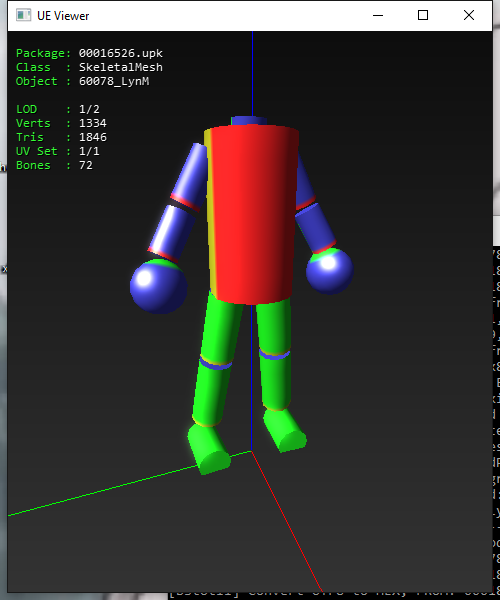 UE Viewer
Package: 00016526.upk
Class : SkeletalMesh
Object : 60078_LynM
LOD : 1/2
Verts : 1334
Tris : 1846
UV Set : 1/1
Bones : 72